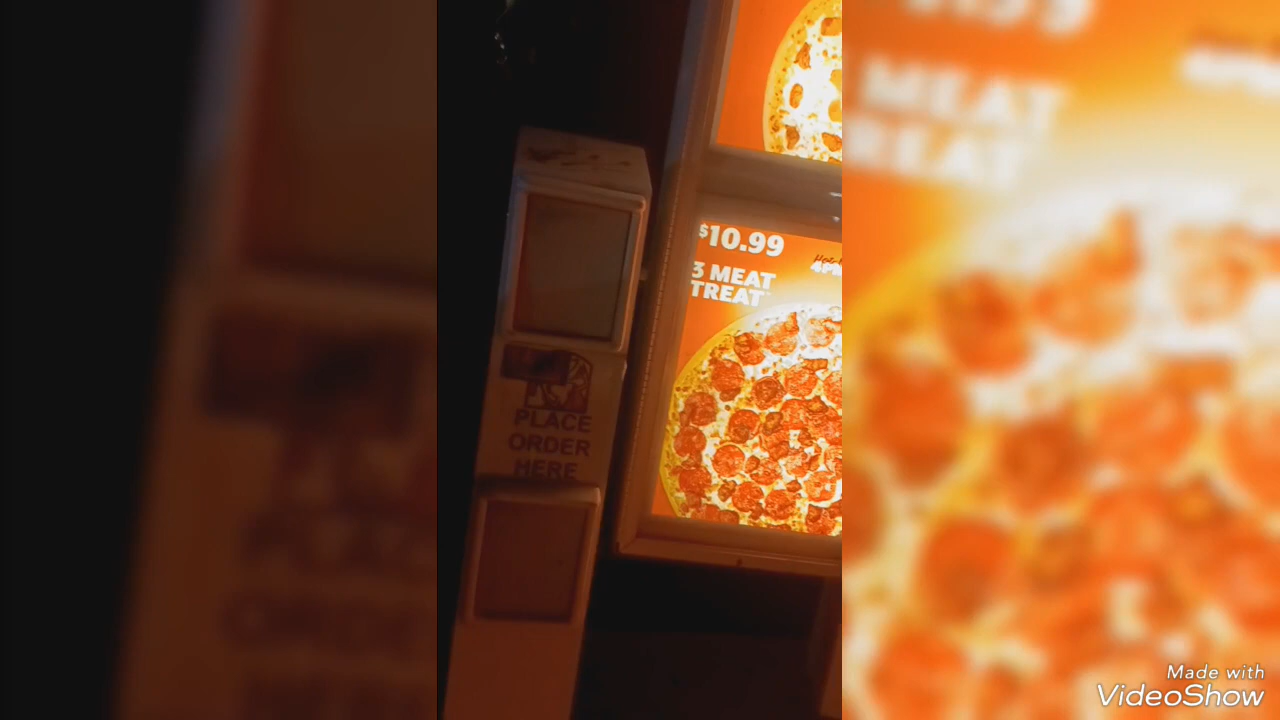 $10.99
3 MEAT
TREAT
PLACE
ORDER
HERE
Made with
VideoShow